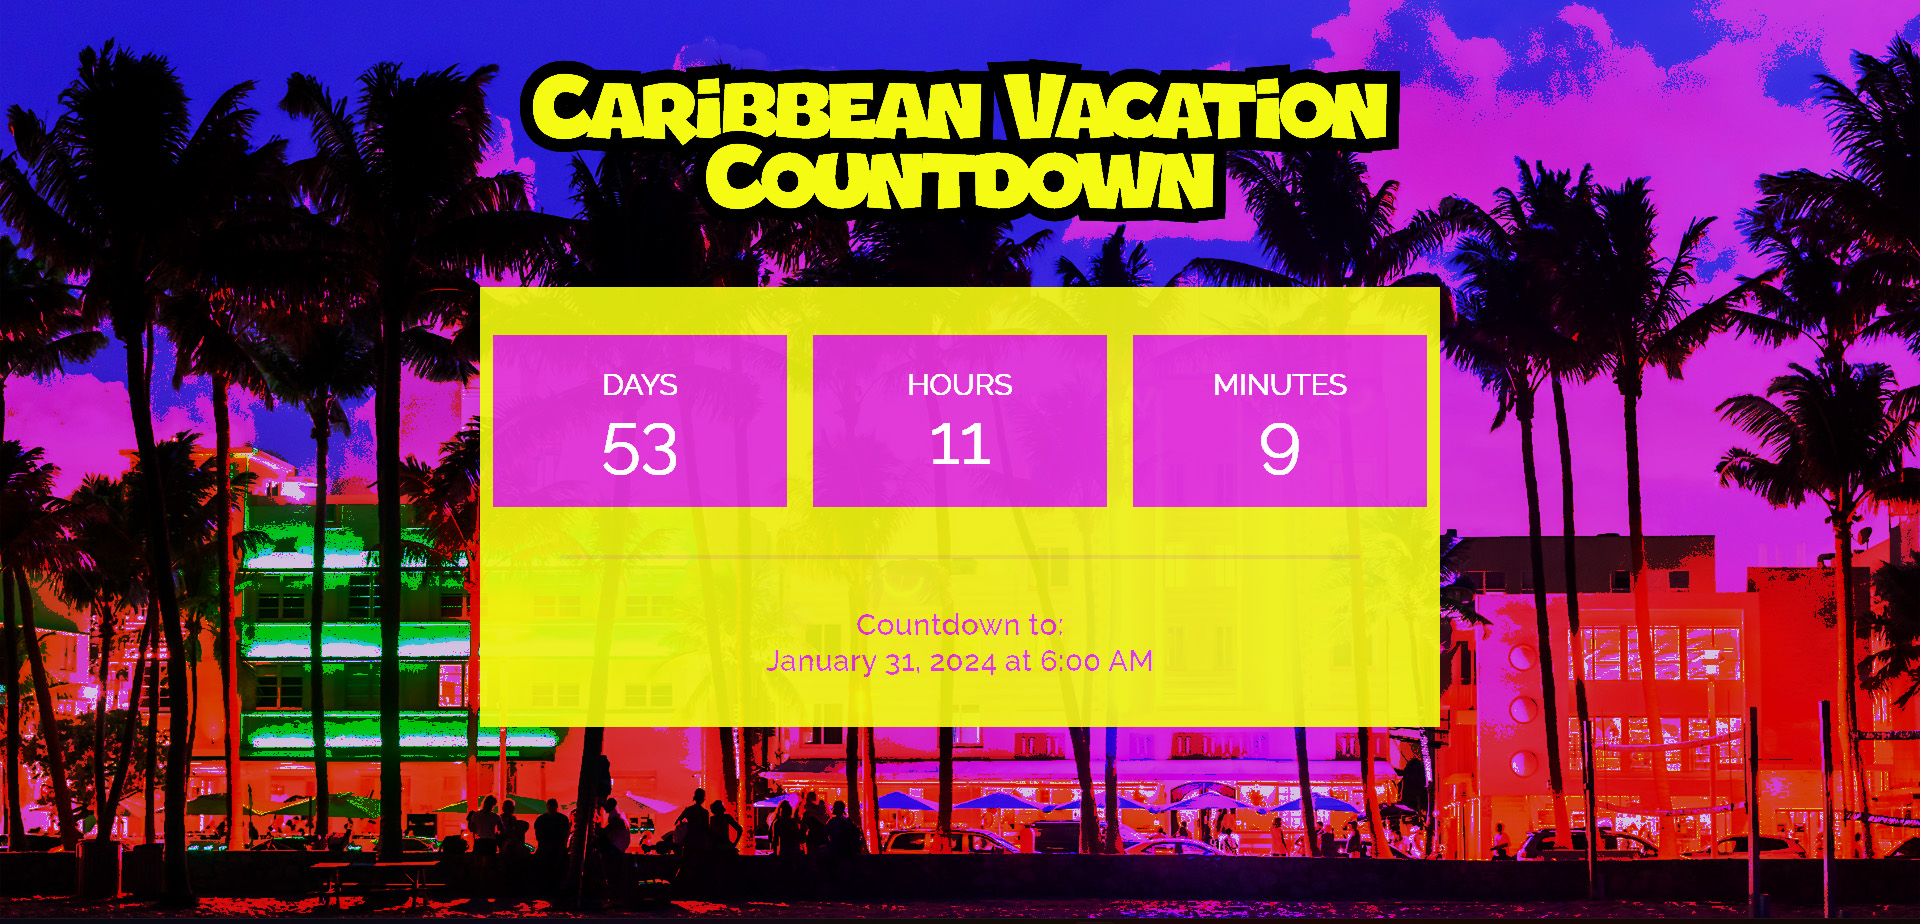 Caribbean Vacation
Countdown
DAYS
53
HOURS
11
MINUTES
9
Countdown to:
January 31, 2024 at 6:00 AM